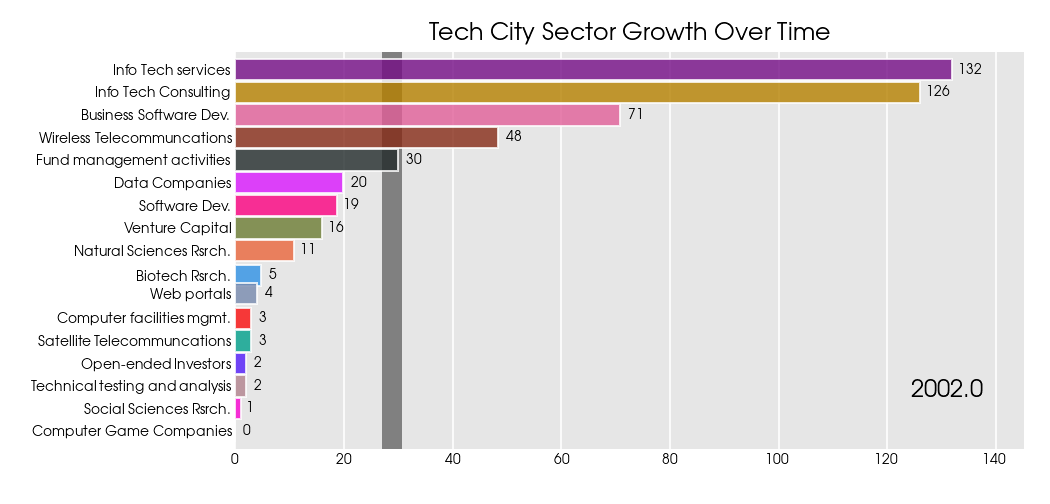 Tech City Sector Growth Over Time
Info Tech services 132
Info Tech Consulting 126
Business Software Dev. 71
Wireless Telecommuncations 48
Fund management activities 30
Data Companies 20
Software Dev. 19
Venture Capital 16
Natural Sciences Rsrch. 11
Biotech Rsrch. 5
Web portals 4
Computer facilities mgmt. 3
Satellite Telecommuncations 3
Open-ended Investors 2
Technical testing and analysis 2
2002.0
Social Sciences Rsrch. 1
Computer Game Companies 0
0 20 40 60 80 100 120 140